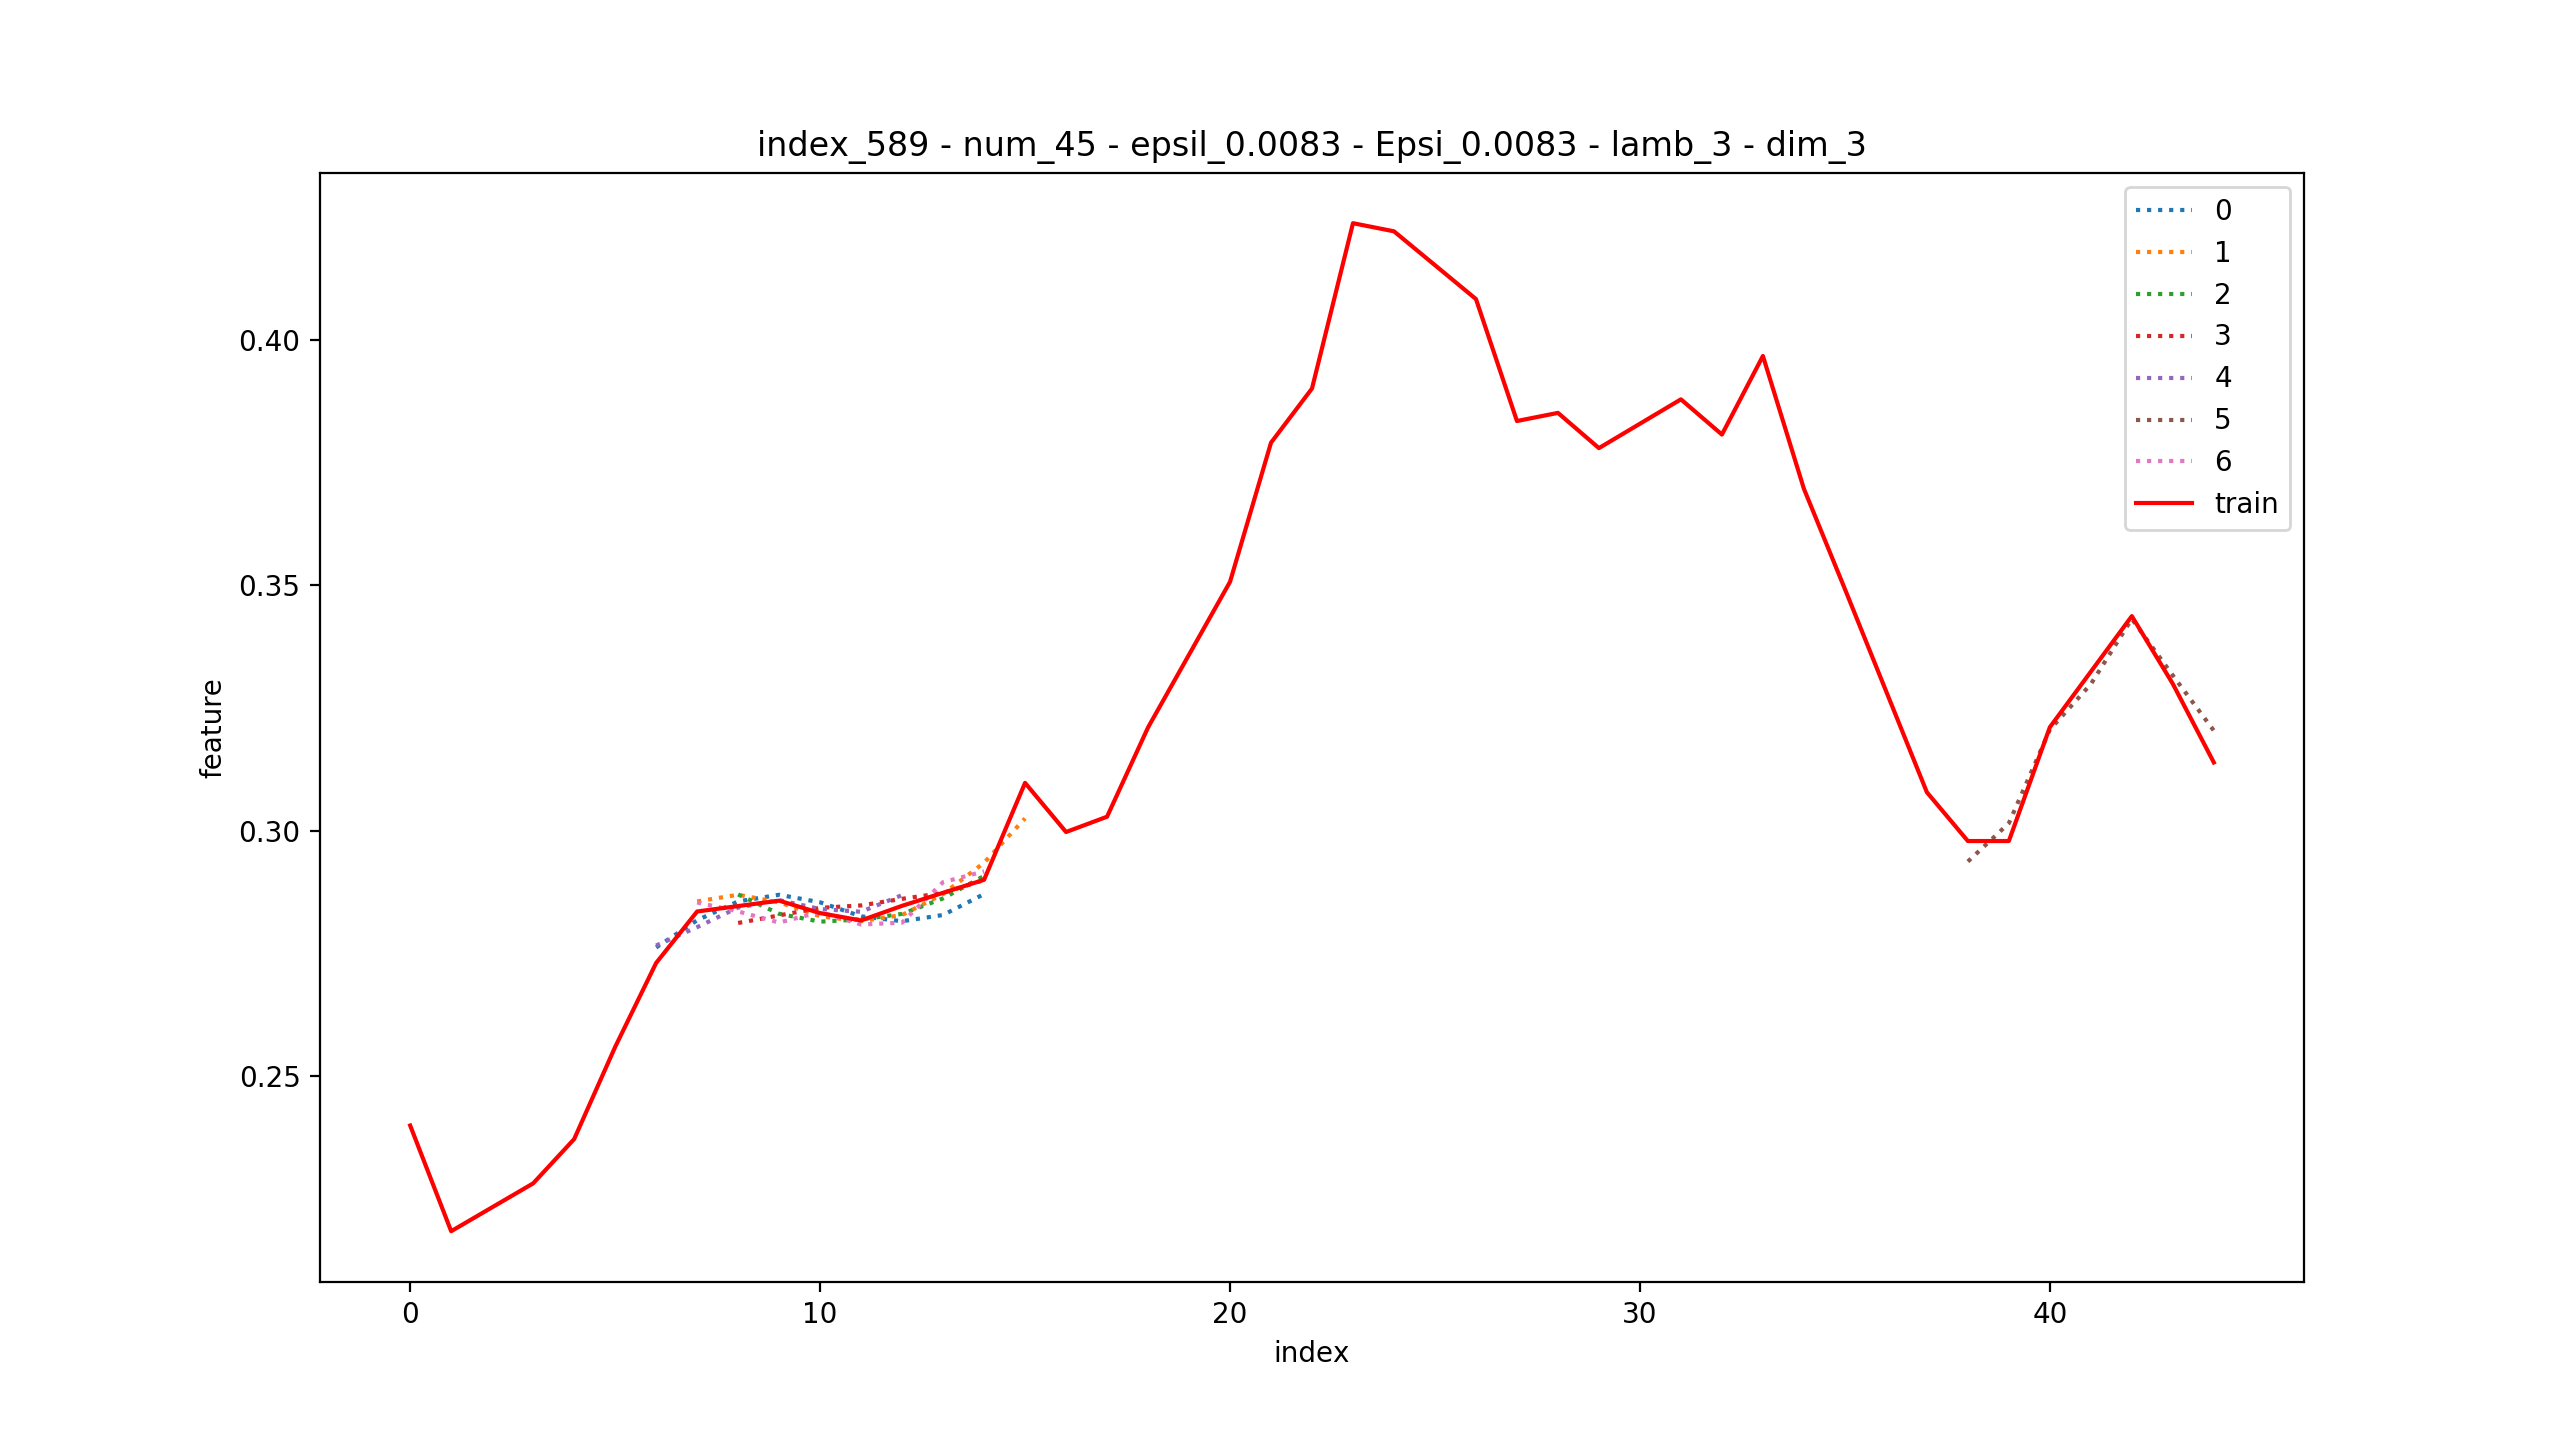 index_589 - num_45 - epsil_0.0083 - Epsi_0.0083 - lamb_3 - dim_3
0
1
2
3
4
5
6
train
0.40
0.35
0.30
0.25
feature
0 10 20 30 40
index